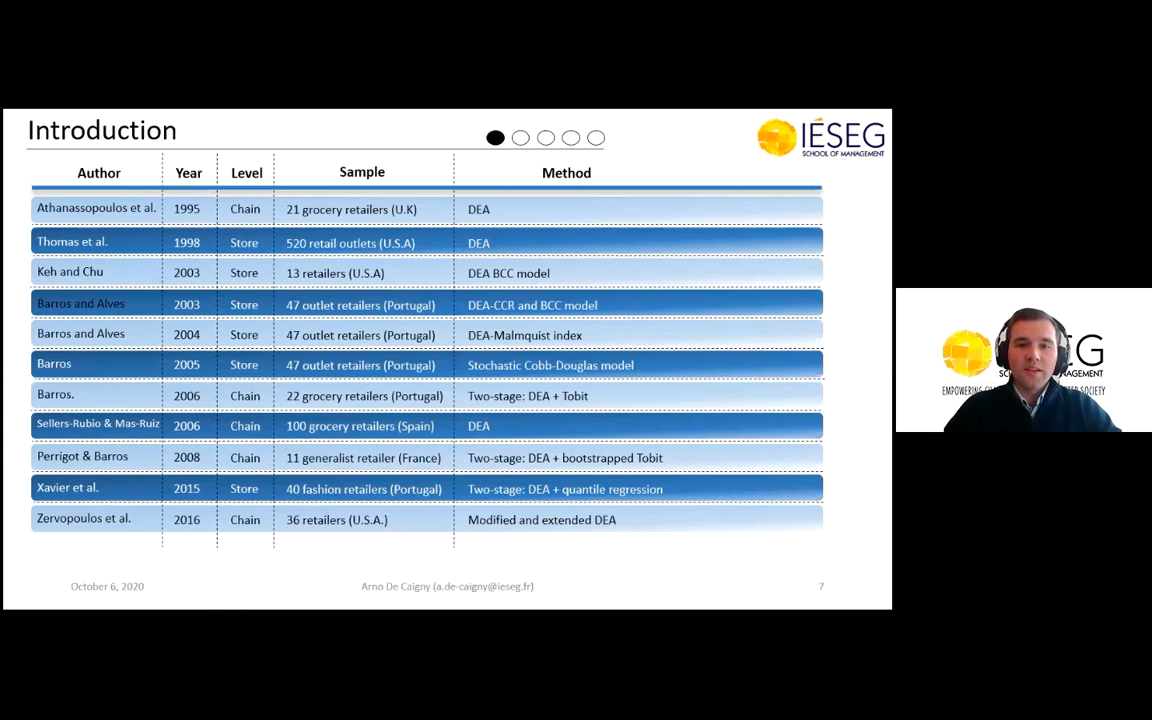 Introduction
IÉSEG
SCHOOL OF MANAGEMENT
Author Year Level Sample Method
Athanassopoulos et al. 1995 Chain 21 grocery retailers (U.K) DEA
Thomas et al. 1998 Store 520 retail outlets (U.S.A) DEA
Keh and Chu 2003 Store 13 retailers (U.S.A) DEA BCC model
Barros and Alves 2003 Store 47 outlet retailers (Portugal) DEA-CCR and BCC model
Barros and Alves 2004 Store 47 outlet retailers (Portugal) DEA-Malmquist index
Barros 2005 Store 47 outlet retailers (Portugal) Stochastic Cobb-Douglas model
Barros. 2006 Chain 22 grocery retailers (Portugal) Two-stage: DEA + Tobit
Sellers-Rubio & Mas-Ruiz 2006 Chain 100 grocery retailers (Spain) DEA
Perrigot & Barros 2008 Chain 11 generalist retailer (France) Two-stage: DEA + bootstrapped Tobit
Xavier et al. 2015 Store 40 fashion retailers (Portugal) Two-stage: DEA + quantile regression
Zervopoulos et al. 2016 Chain 36 retailers (U.S.A.) Modified and extended DEA
October 6, 2020 Arno De Caigny (a.de-caigny@ieseg.fr) 7
EG
EMPOWERING SOCIETY